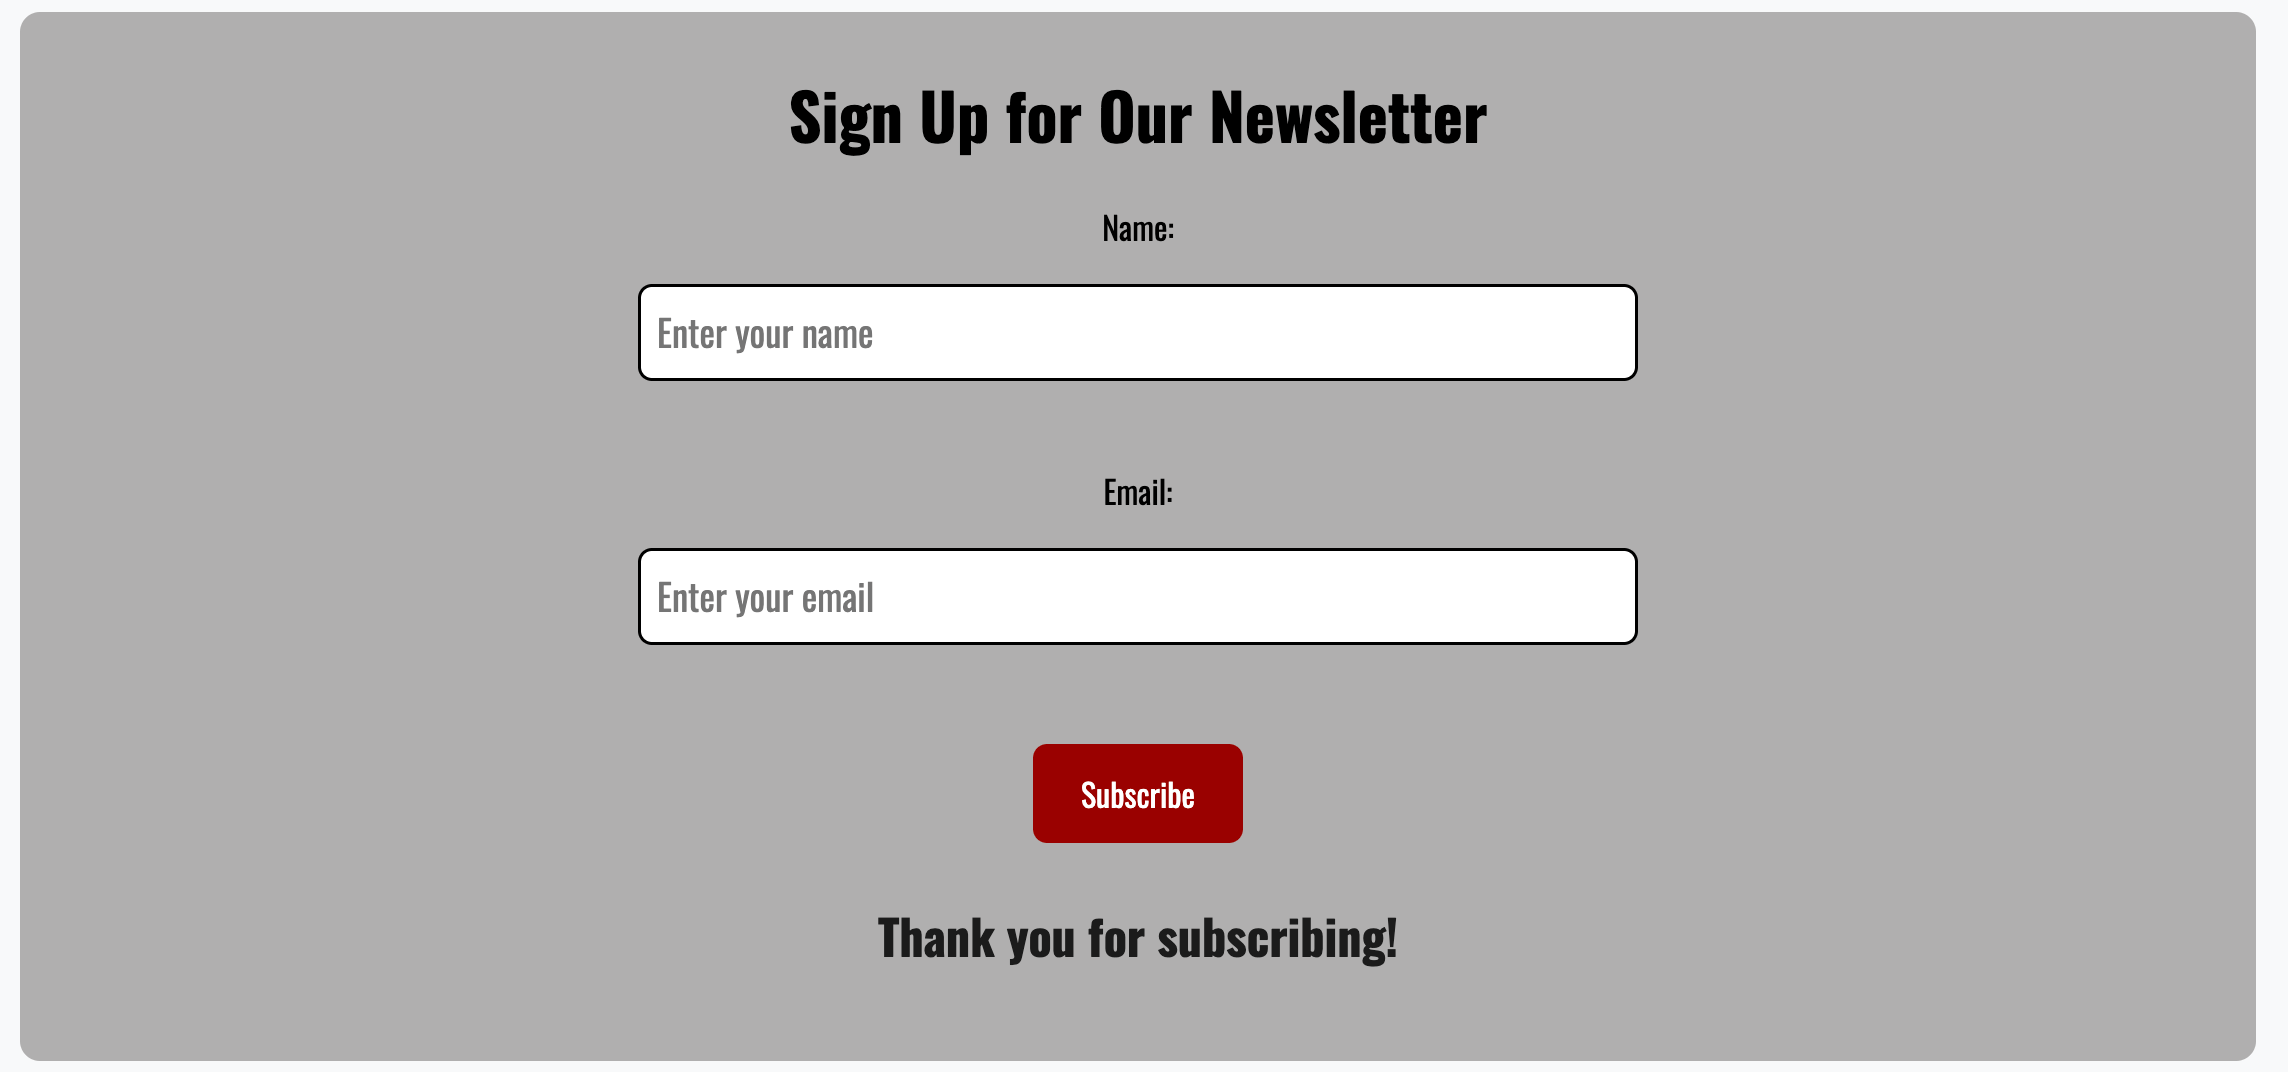 Sign Up for Our Newsletter
Name:
Enter your name
Email:
Enter your email
Subscribe
Thank you for subscribing!